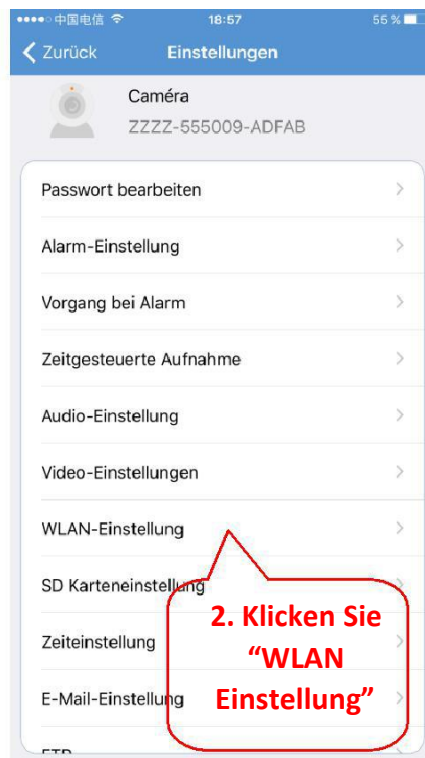 中国电信 18:57 55 %
Zurück Einstellungen
Caméra
ZZZZ-555009-ADFAB
Passwort bearbeiten
Alarm-Einstellung
Vorgang bei Alarm
Zeitgesteuerte Aufnahme
Audio-Einstellung
Video-Einstellungen
WLAN-Einstellung
SD Karteneinstellung
Zeiteinstellung
E-Mail-Einstellung
2. Klicken Sie
“WLAN
Einstellung”